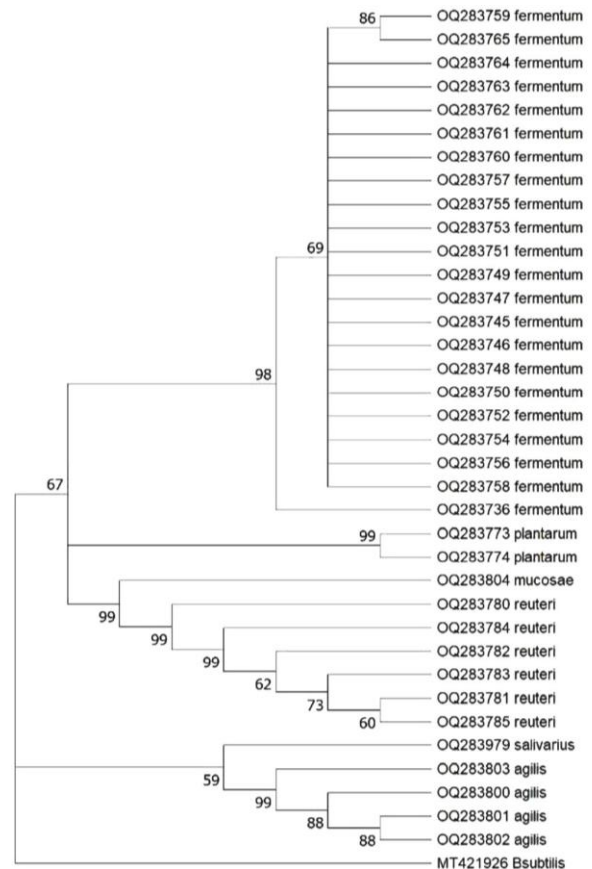 86
OQ283759 fermentum
OQ283765 fermentum
OQ283764 fermentum
OQ283763 fermentum
OQ283762 fermentum
OQ283761 fermentum
OQ283760 fermentum
OQ283757 fermentum
OQ283755 fermentum
OQ283753 fermentum
69
OQ283751 fermentum
OQ283749 fermentum
OQ283747 fermentum
OQ283745 fermentum
OQ283746 fermentum
OQ283748 fermentum
98
OQ283750 fermentum
OQ283752 fermentum
OQ283754 fermentum
OQ283756 fermentum
67
OQ283758 fermentum
OQ283736 fermentum
99
OQ283773 plantarum
OQ283774 plantarum
OQ283804 mucosae
99
OQ283780 reuteri
99
OQ283784 reuteri
99
OQ283782 reuteri
62
OQ283783 reuteri
73
OQ283781 reuteri
60
OQ283785 reuteri
OQ283979 salivarius
59
OQ283803 agilis
99
OQ283800 agilis
88
OQ283801 agilis
88
OQ283802 agilis
MT421926 Bsubtilis